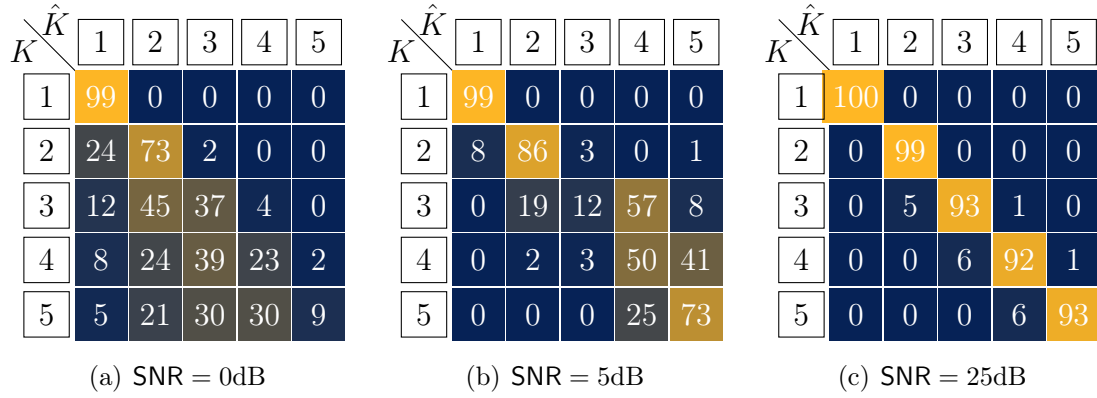 K K̂ 1 2 3 4 5 K K̂ 1 2 3 4 5 K K̂ 1 2 3 4 5
1 99 0 0 0 0 1 99 0 0 0 0 1 100 0 0 0 0
2 24 73 2 0 0 2 8 86 3 0 1 2 0 99 0 0 0
3 12 45 37 4 0 3 0 19 12 57 8 3 0 5 93 1 0
4 8 24 39 23 2 4 0 2 3 50 41 4 0 0 6 92 1
5 5 21 30 30 9 5 0 0 0 25 73 5 0 0 0 6 93
(a) SNR = 0dB (b) SNR = 5dB (c) SNR = 25dB